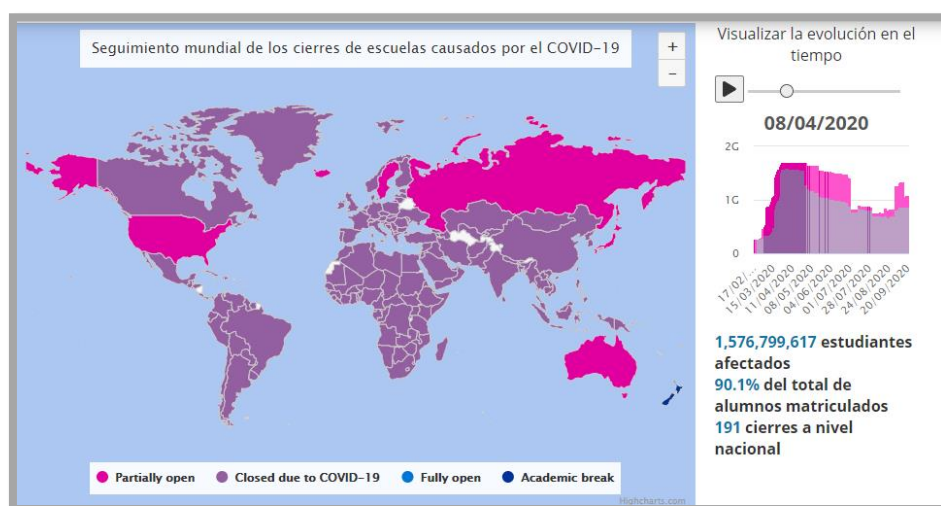 Seguimiento mundial de los cierres de escuelas causados por el COVID-19
+
−
Partially open
Closed due to COVID-19
Fully open
Academic break
Highcharts.com
Visualizar la evolución en el
tiempo
08/04/2020
2G
1G
0
17/02/...
15/03/2020
11/04/2020
08/05/2020
04/06/2020
01/07/2020
28/07/2020
24/08/2020
20/09/2020
1,576,799,617 estudiantes
afectados
90.1% del total de
alumnos matriculados
191 cierres a nivel
nacional